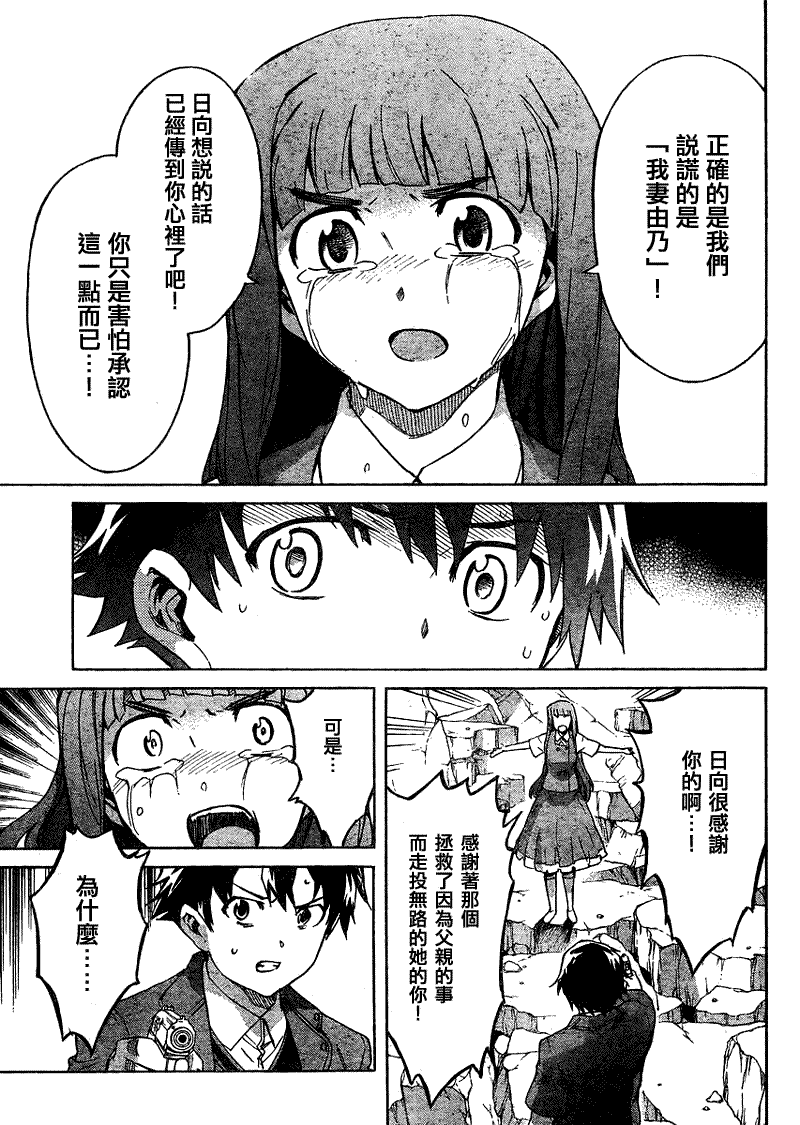 正確的是我們
說謊的是
「我妻由乃」！
日向想說的話
已經傳到你心裡了吧！
你只是害怕承認
這一點而已…！
日向很感謝
你的啊…！
感謝著那個
拯救了因為父親的事
而走投無路的她的你！
可是…
為什麼……